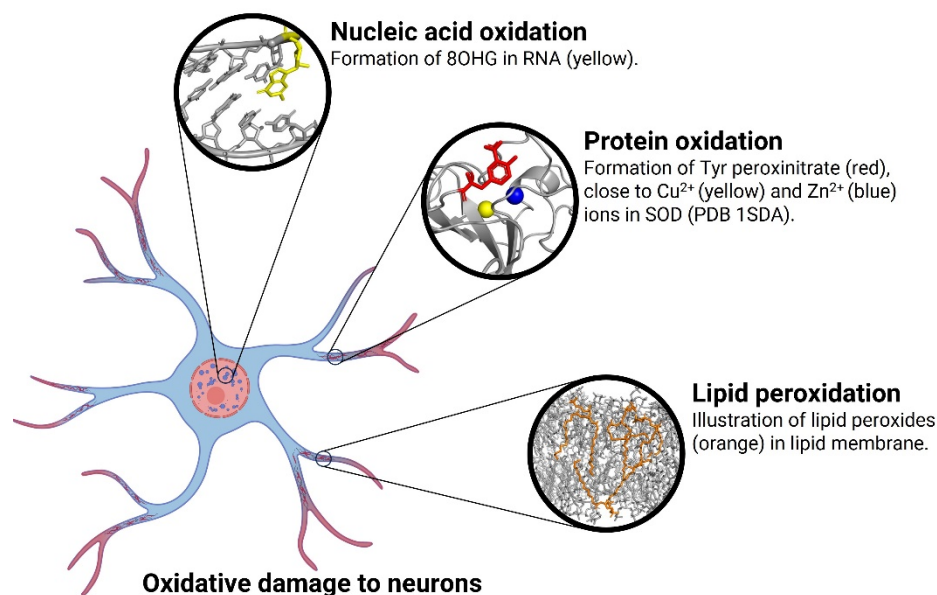 Nucleic acid oxidation
Formation of 8OHG in RNA (yellow).
Protein oxidation
Formation of Tyr peroxinitrate (red),
close to Cu²⁺ (yellow) and Zn²⁺ (blue)
ions in SOD (PDB 1SDA).
Lipid peroxidation
Illustration of lipid peroxides
(orange) in lipid membrane.
Oxidative damage to neurons